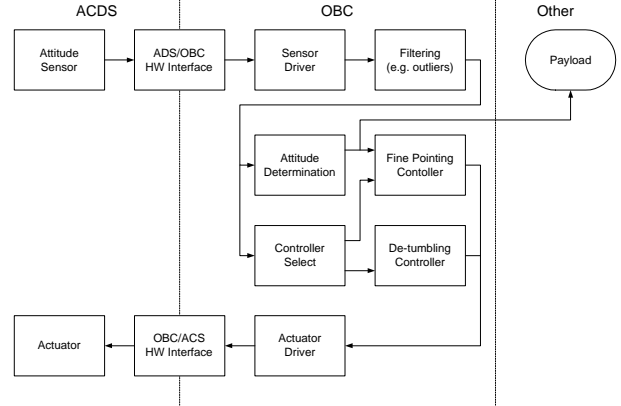 ACDS
OBC
Other
Attitude
Sensor
ADS/OBC
HW Interface
Sensor
Driver
Filtering
(e.g. outliers)
Payload
Attitude
Determination
Fine Pointing
Contoller
Controller
Select
De-tumbling
Controller
Actuator
OBC/ACS
HW Interface
Actuator
Driver